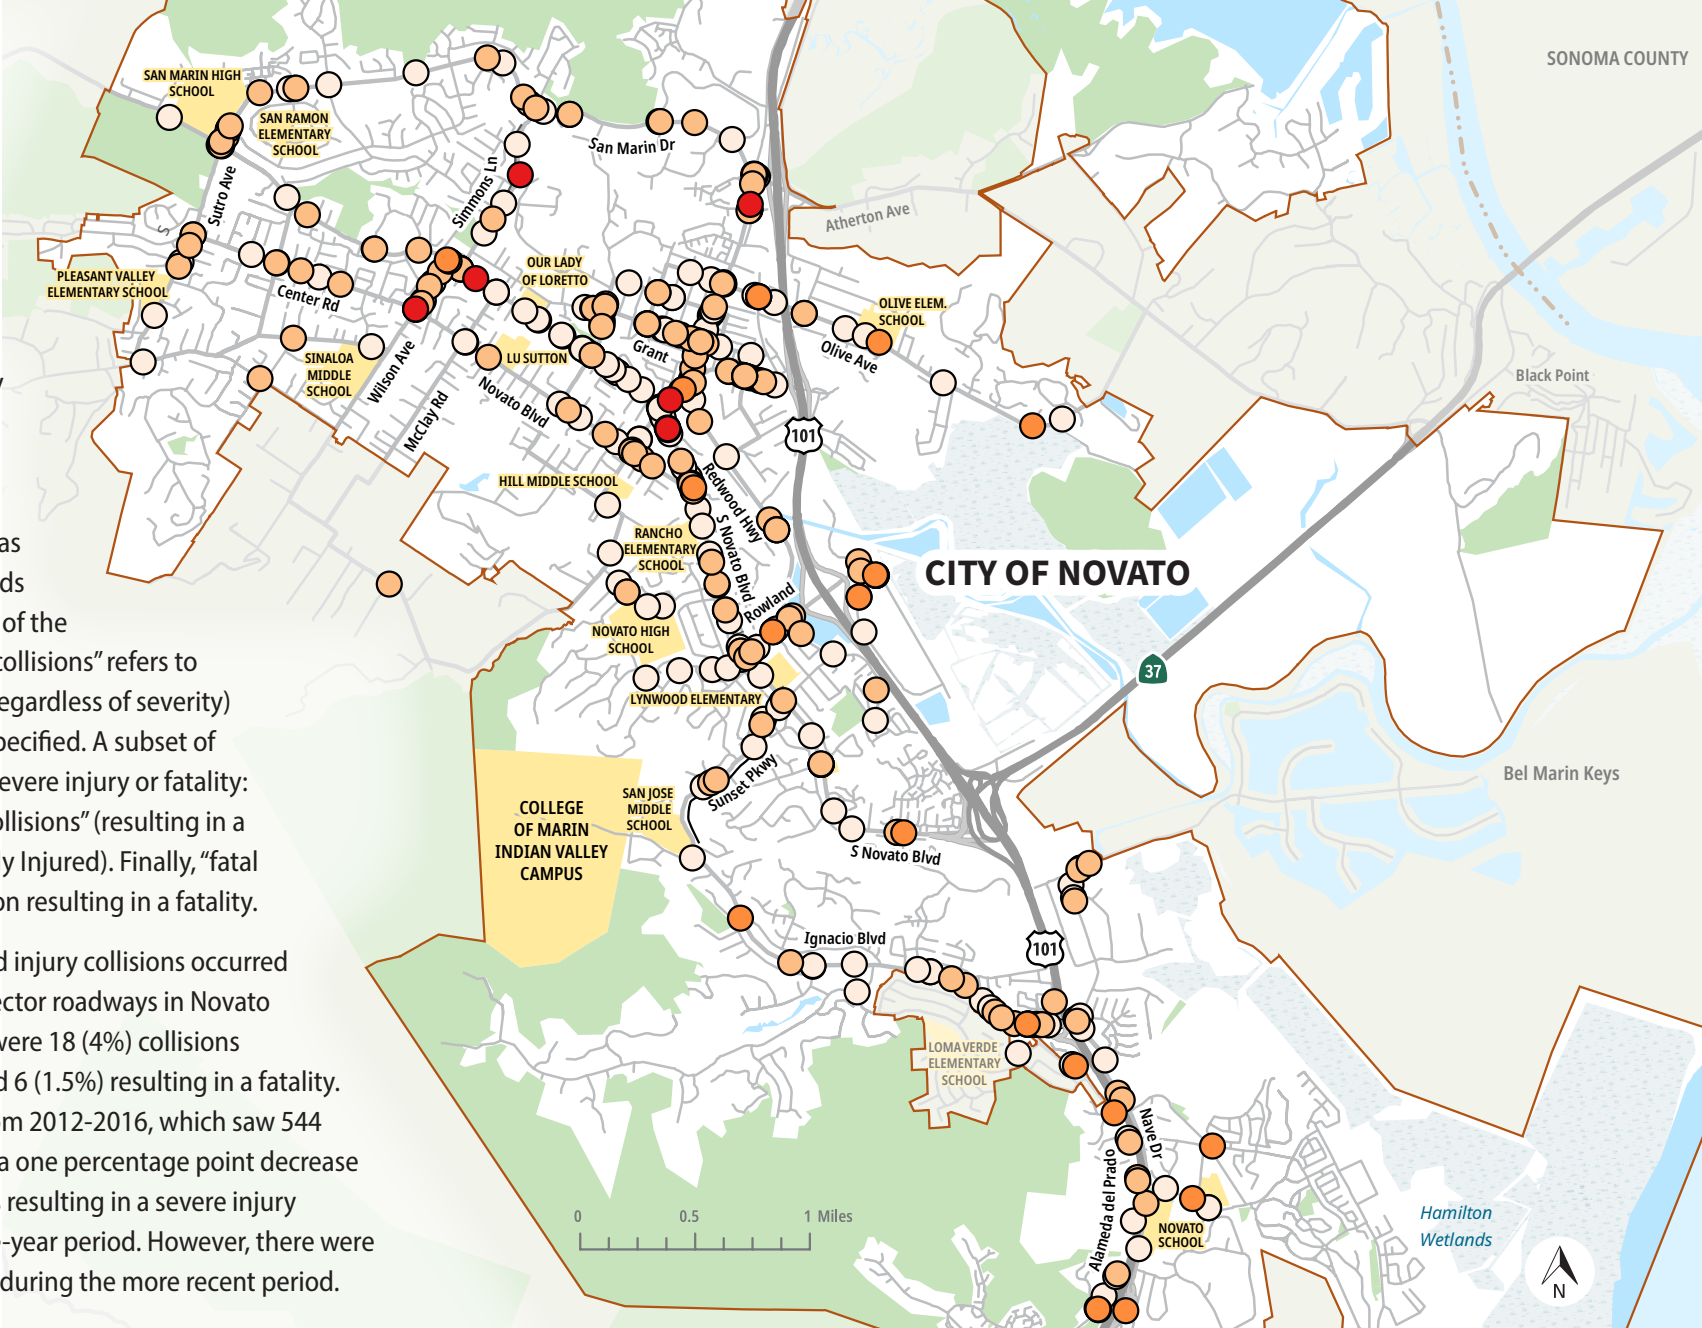 SONOMA COUNTY
SAN MARIN HIGH
SCHOOL
SAN RAMON
ELEMENTARY
SCHOOL
San Marin Dr
Simmons Ln
Sutro Ave
S
Atherton Ave
PLEASANT VALLEY
ELEMENTARY SCHOOL
Center Rd
OUR LADY
OF LORETTO
OLIVE ELEM.
SCHOOL
Olive Ave
Grant
LU SUTTON
SINALOA
MIDDLE
SCHOOL
Wilson Ave
McClay Rd
Novato Blvd
Black Point
101
HILL MIDDLE SCHOOL
Redwood Hwy
S Novato Blvd
RANCHO
ELEMENTARY
SCHOOL
CITY OF NOVATO
Rowland
NOVATO HIGH
SCHOOL
37
LYNWOOD ELEMENTARY
Sunset Pkwy
SAN JOSE
MIDDLE
SCHOOL
COLLEGE
OF MARIN
INDIAN VALLEY
CAMPUS
Bel Marin Keys
S Novato Blvd
Ignacio Blvd
101
LOMAVERDE
ELEMENTARY
SCHOOL
Nave Dr
Alameda del Prado
NOVATO
SCHOOL
Hamilton
Wetlands
0 0.5 1 Miles
N
y
as
ds
of the
collisions” refers to
egardless of severity)
pecified. A subset of
evere injury or fatality:
ollisions” (resulting in a
ly Injured). Finally, “fatal
on resulting in a fatality.
d injury collisions occurred
ector roadways in Novato
were 18 (4%) collisions
d 6 (1.5%) resulting in a fatality.
om 2012-2016, which saw 544
a one percentage point decrease
s resulting in a severe injury
e-year period. However, there were
during the more recent period.